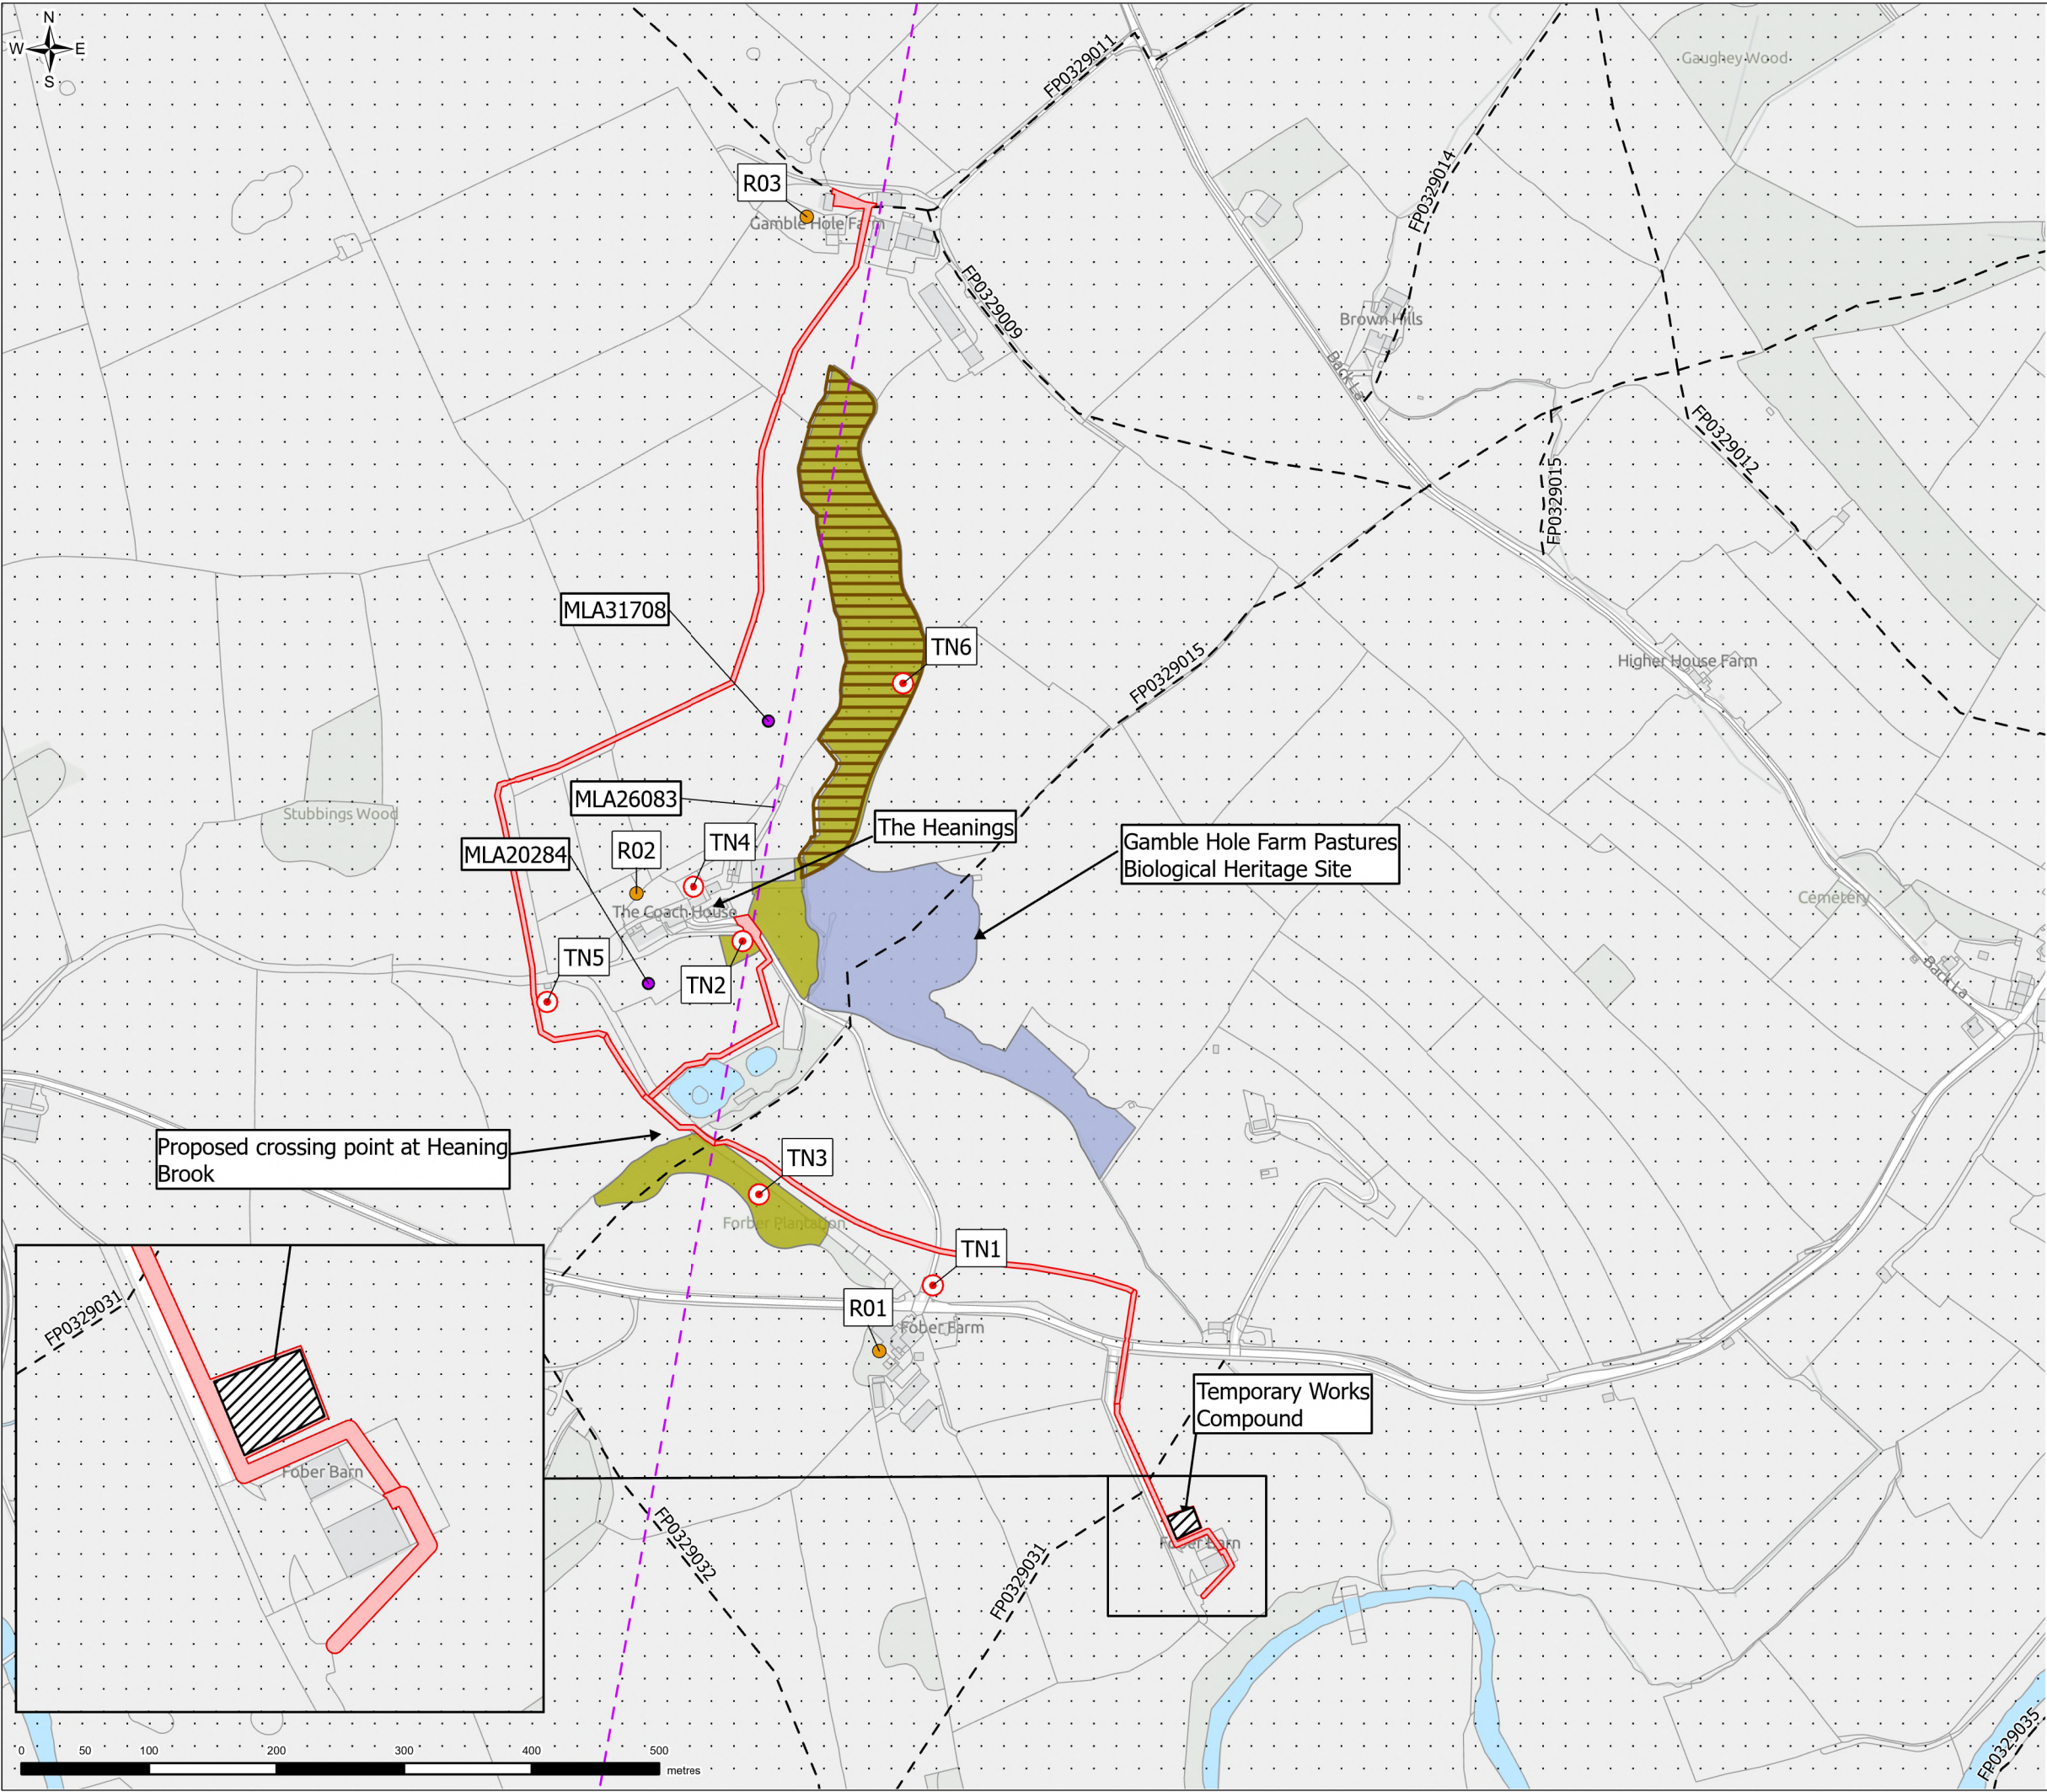 N
W E
S
Gaughey Wood
FP0329011
FP0329014
R03
Gamble Hole Farm
FP0329009
Brown Hills
Back La
FP0329012
FP0329015
MLA31708
TN6
FP0329015
Higher House Farm
MLA26083
Stubbings Wood
The Heanings
TN4
R02
MLA20284
Gamble Hole Farm Pastures
Biological Heritage Site
Cemetery
The Coach House
TN5
TN2
Back La
Proposed crossing point at Heaning
Brook
TN3
Forber Plantation
TN1
R01
Fober Farm
FP0329031
Temporary Works
Compound
Fober Barn
Fober Barn
FP0329032
FP0329031
FP0329035
0 50 100 200 300 400 500
metres